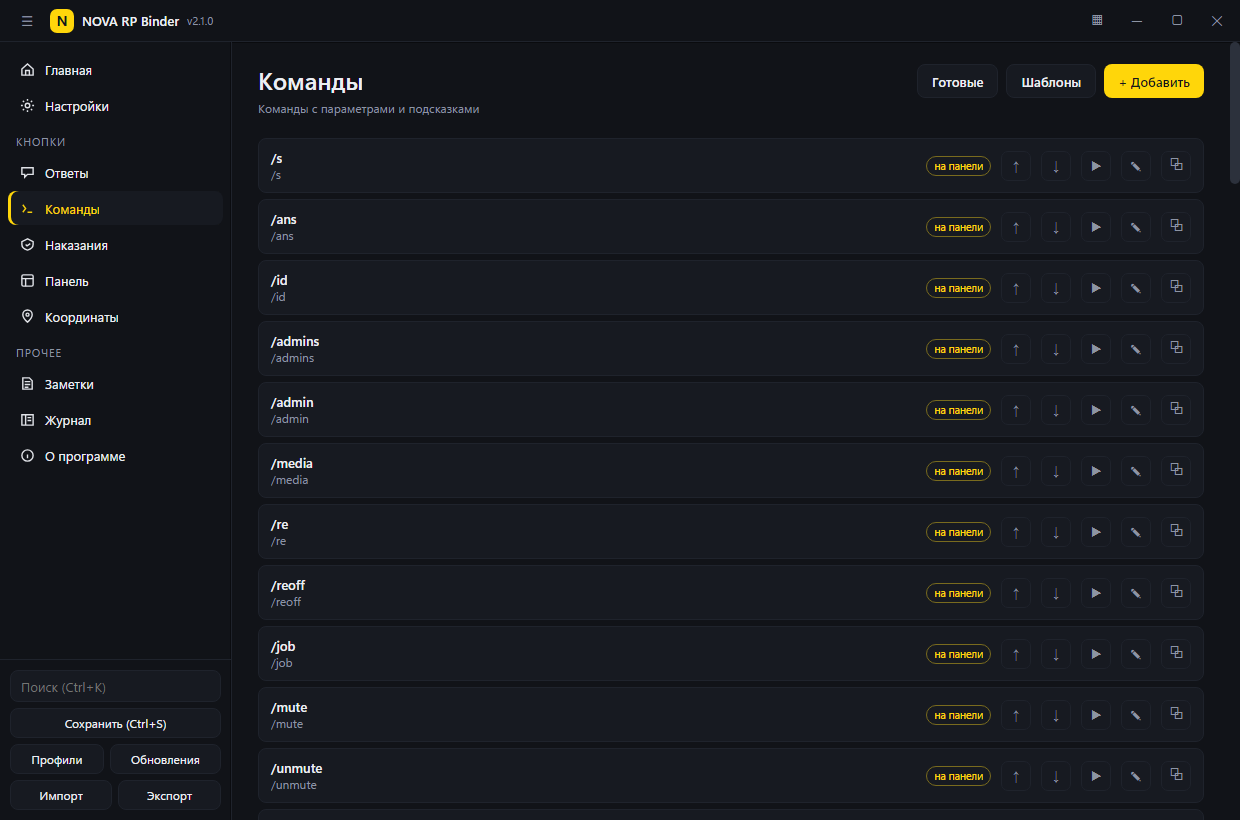 N NOVA RP Binder v2.1.0
Главная
Настройки
КНОПКИ
Ответы
Команды
Наказания
Панель
Координаты
ПРОЧЕЕ
Заметки
Журнал
О программе
Поиск (Ctrl+K)
Сохранить (Ctrl+S)
Профили Обновления
Импорт Экспорт
Команды
Команды с параметрами и подсказками
Готовые Шаблоны + Добавить
/s
/s
на панели
/ans
/ans
на панели
/id
/id
на панели
/admins
/admins
на панели
/admin
/admin
на панели
/media
/media
на панели
/re
/re
на панели
/reoff
/reoff
на панели
/job
/job
на панели
/mute
/mute
на панели
/unmute
/unmute
на панели